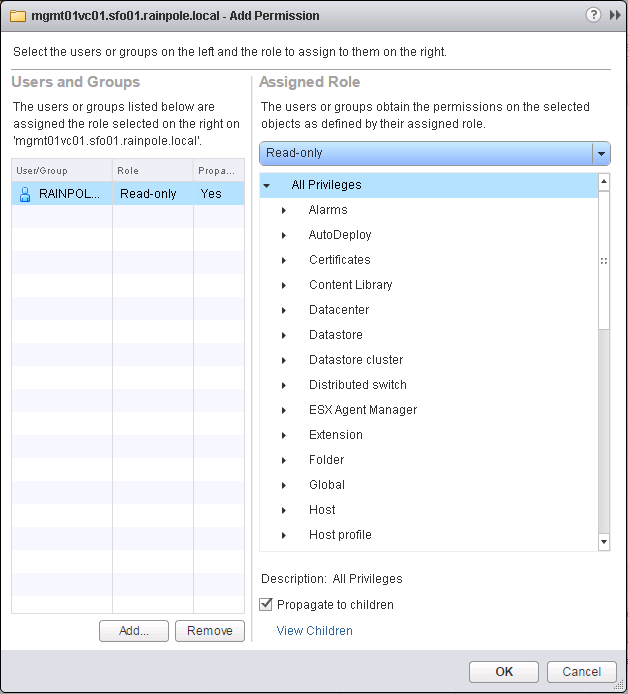 mgmt01vc01.sfo01.rainpole.local - Add Permission
Select the users or groups on the left and the role to assign to them on the right.
Users and Groups
The users or groups listed below are
assigned the role selected on the right on
'mgmt01vc01.sfo01.rainpole.local'.
User/Group Role Propa...
RAINPOL... Read-only Yes
Add... Remove
Assigned Role
The users or groups obtain the permissions on the selected
objects as defined by their assigned role.
Read-only
All Privileges
Alarms
AutoDeploy
Certificates
Content Library
Datacenter
Datastore
Datastore cluster
Distributed switch
ESX Agent Manager
Extension
Folder
Global
Host
Host profile
Description: All Privileges
Propagate to children
View Children
OK Cancel